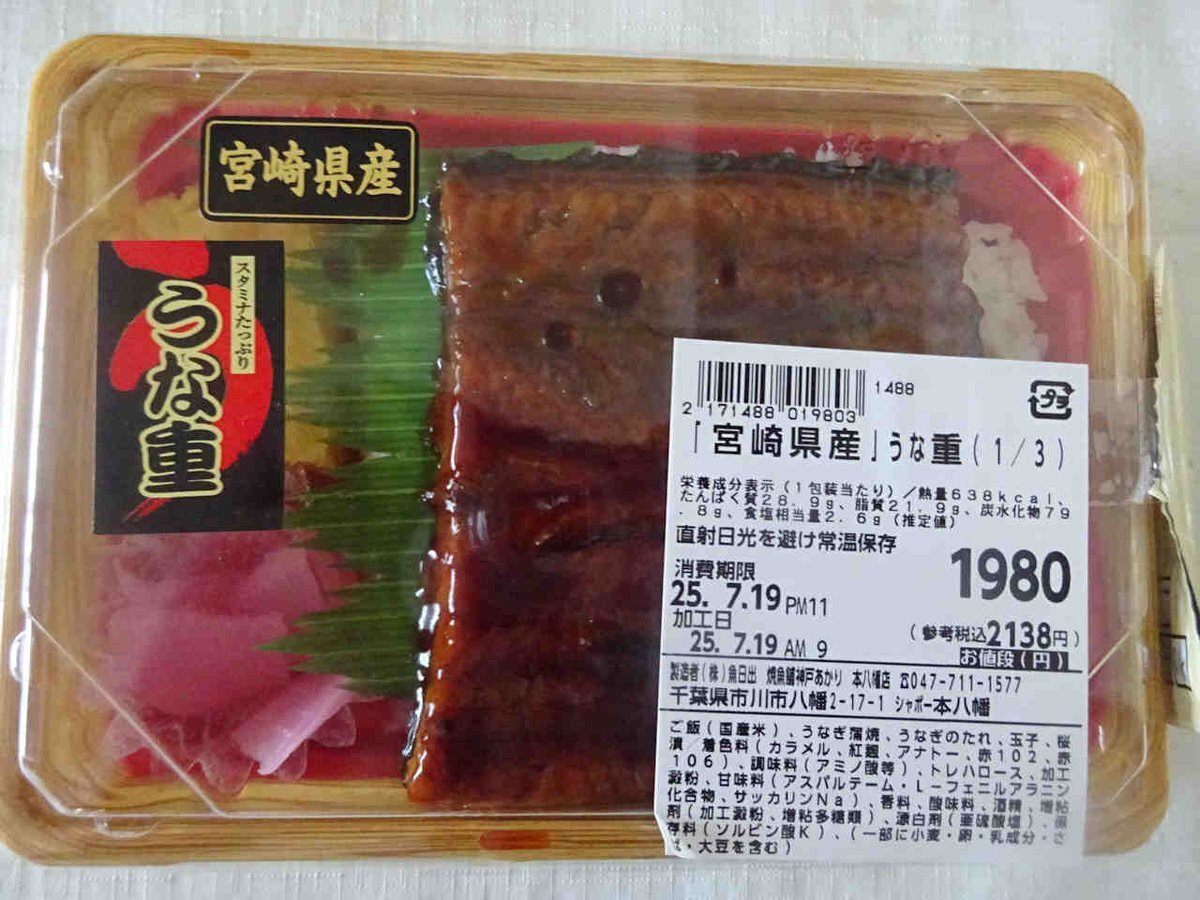 宮崎県産
スタミナたっぷり
うな重
2 171488 019803
1488
プラ
「宮崎県産」うな重(1/3)
栄養成分表示(1包装当たり)/熱量638kcal、
たんぱく質28.9g、脂質21.9g、炭水化物79
.8g、食塩相当量2.6g(推定値)
直射日光を避け常温保存
消費期限
25. 7.19 PM11
1980
加工日
25. 7.19 AM 9
(参考税込2138円)
お値段(円)
製造者(株)魚日出 焼魚舗神戸あかり 本八幡店 ☎047-711-1577
千葉県市川市八幡2-17-1 シャポー本八幡
ご飯(国産米)、うなぎ蒲焼、うなぎのたれ、玉子、桜
漬 着色料(カラメル、紅麹、アナトー、赤102、赤
106)、調味料(アミノ酸等)、トレハロース、加工
澱粉、甘味料(アスパルテーム・L-フェニルアラニン
化合物、サッカリンNa)、香料、酸味料、酒精、増粘
剤(加工澱粉、増粘多糖類)、漂白剤(亜硫酸塩)、
存料(ソルビン酸K)、(一部に小麦・卵・乳成分・
・大豆を含む)